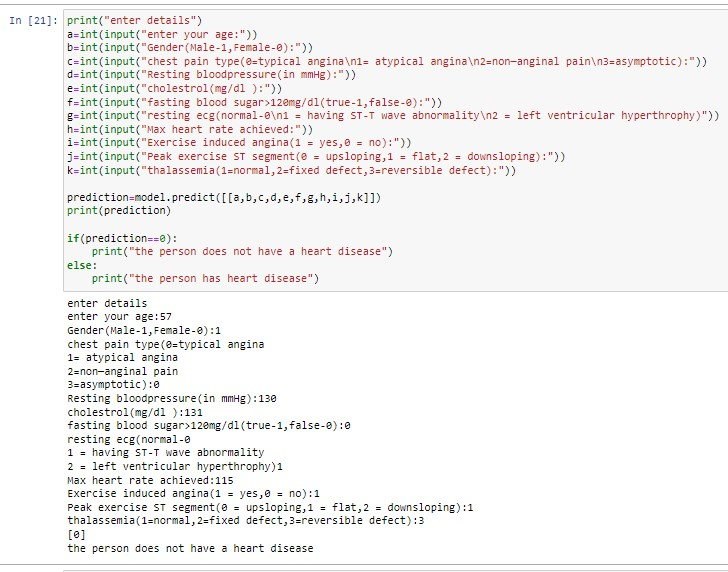 In [21]: print("enter details")
a=int(input("enter your age:"))
b=int(input("Gender(Male-1,Female-0):"))
c=int(input("chest pain type(0=typical angina\n1= atypical angina\n2=non—anginal pain\n3=asymptotic):"))
d=int(input("Resting bloodpressure(in mmHg):"))
e=int(input("cholestrol(mg/dl ):"))
f=int(input("fasting blood sugar>120mg/dl(true-1,false-0):"))
g=int(input("resting ecg(normal-0\n1 = having ST-T wave abnormality\n2 = left ventricular hyperthrophy)"))
h=int(input("Max heart rate achieved:"))
i=int(input("Exercise induced angina(1 = yes,0 = no):"))
j=int(input("Peak exercise ST segment(0 = upsloping,1 = flat,2 = downsloping):"))
k=int(input("thalassemia(1=normal,2=fixed defect,3=reversible defect):"))
prediction=model.predict([[a,b,c,d,e,f,g,h,i,j,k]])
print(prediction)
if(prediction==0):
print("the person does not have a heart disease")
else:
print("the person has heart disease")
enter details
enter your age:57
Gender(Male-1,Female-0):1
chest pain type(0=typical angina
1= atypical angina
2=non—anginal pain
3=asymptotic):0
Resting bloodpressure(in mmHg):130
cholestrol(mg/dl ):131
fasting blood sugar>120mg/dl(true-1,false-0):0
resting ecg(normal-0
1 = having ST-T wave abnormality
2 = left ventricular hyperthrophy)1
Max heart rate achieved:115
Exercise induced angina(1 = yes,0 = no):1
Peak exercise ST segment(0 = upsloping,1 = flat,2 = downsloping):1
thalassemia(1=normal,2=fixed defect,3=reversible defect):3
[0]
the person does not have a heart disease